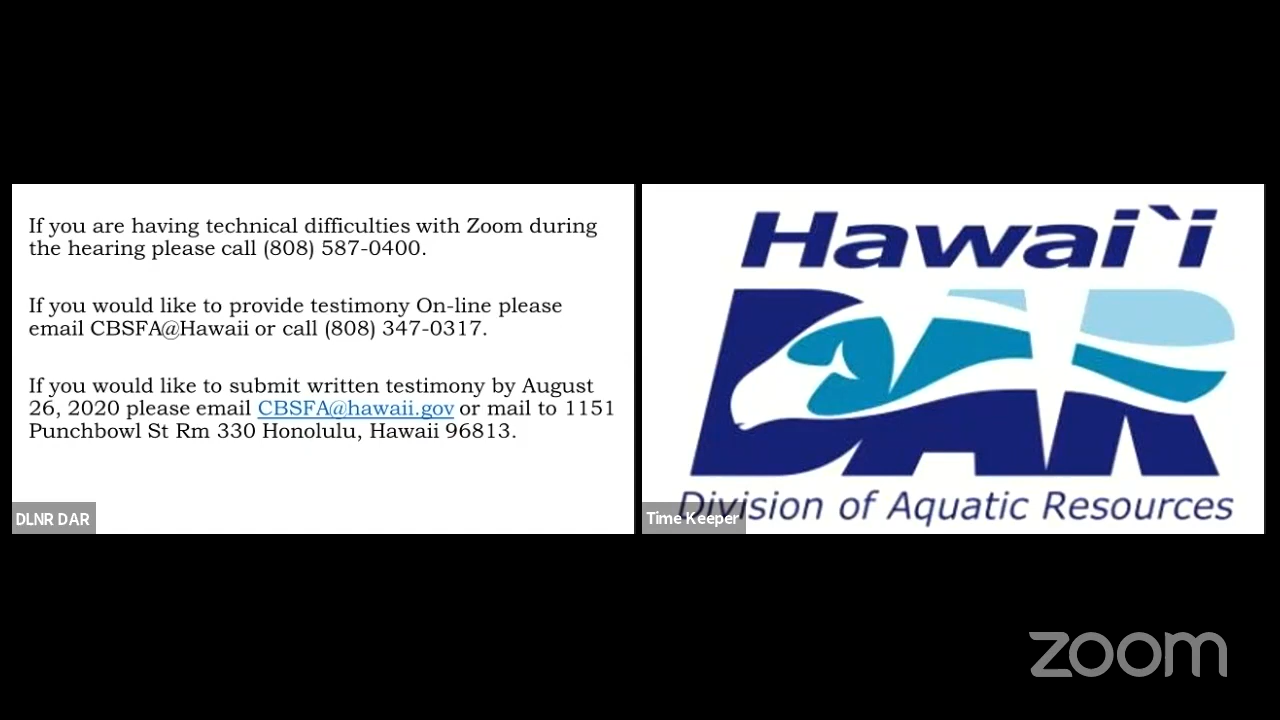 If you are having technical difficulties with Zoom during
the hearing please call (808) 587-0400.
If you would like to provide testimony On-line please
email CBSFA@Hawaii or call (808) 347-0317.
If you would like to submit written testimony by August
26, 2020 please email CBSFA@hawaii.gov or mail to 1151
Punchbowl St Rm 330 Honolulu, Hawaii 96813.
DLNR DAR
Hawai`i
DAR
Division of Aquatic Resources
Time Keeper
zoom